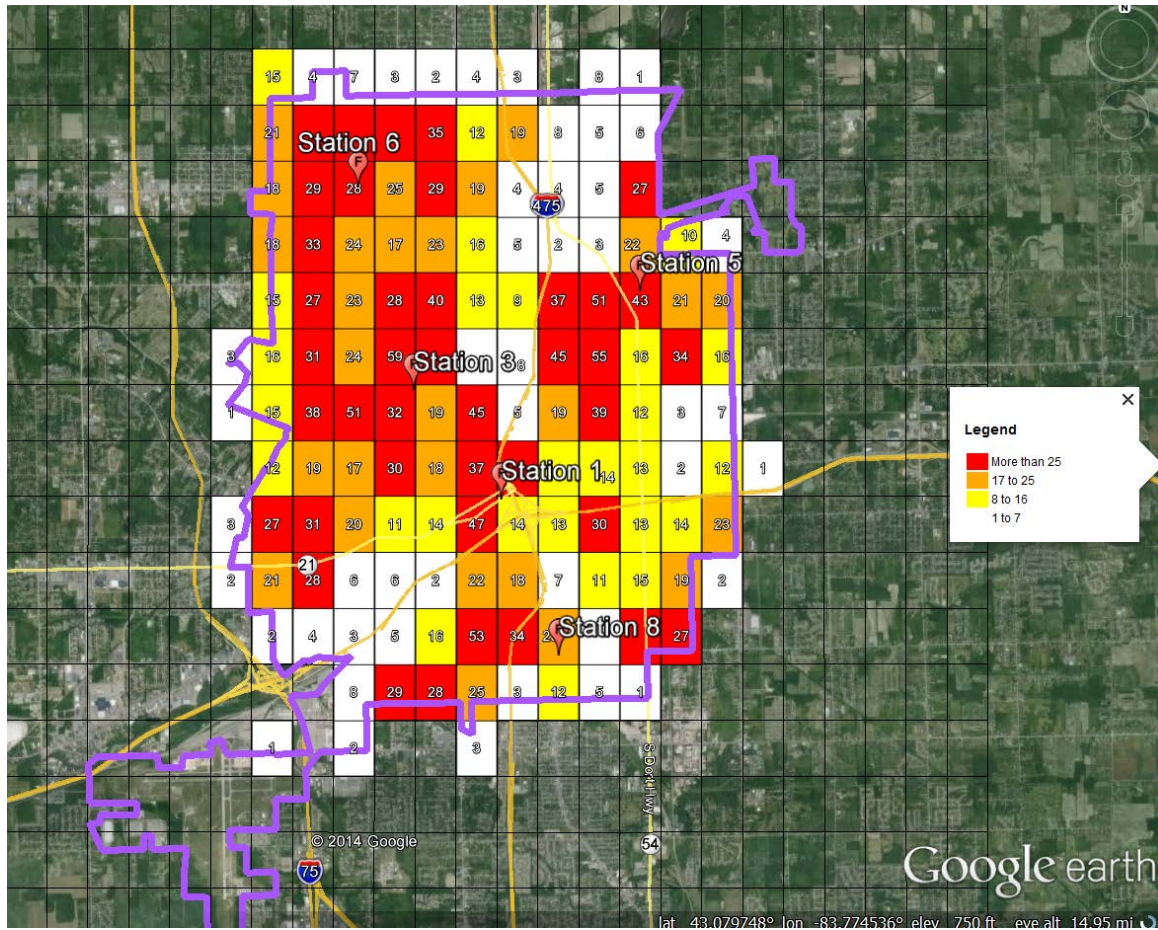 N
15 4 7 3 2 4 3 8 1
21 35 12 19 8 5 6
Station 6
18 29 28 25 29 19 4 4 5 27
475
18 33 24 17 23 16 5 2 3 22 10 4
Station 5
15 27 23 28 40 13 9 37 51 43 21 20
3 16 31 24 59 8 45 55 16 34 16
Station 3
1 15 38 51 32 19 45 5 19 39 12 3 7
12 19 17 30 18 37 14 13 2 12 1
Station 1
3 27 31 20 11 14 47 14 13 30 13 14 23
2 21 28 6 6 2 22 18 7 11 15 19 2
21
2 4 3 5 16 53 34 27
Station 8
8 29 28 25 3 12 5 1
1 2 3
S Dort Hwy
54
75
© 2014 Google
Legend
More than 25
17 to 25
8 to 16
1 to 7
Google earth
lat 43.079748° lon -83.774536° elev 750 ft eye alt 14.95 mi